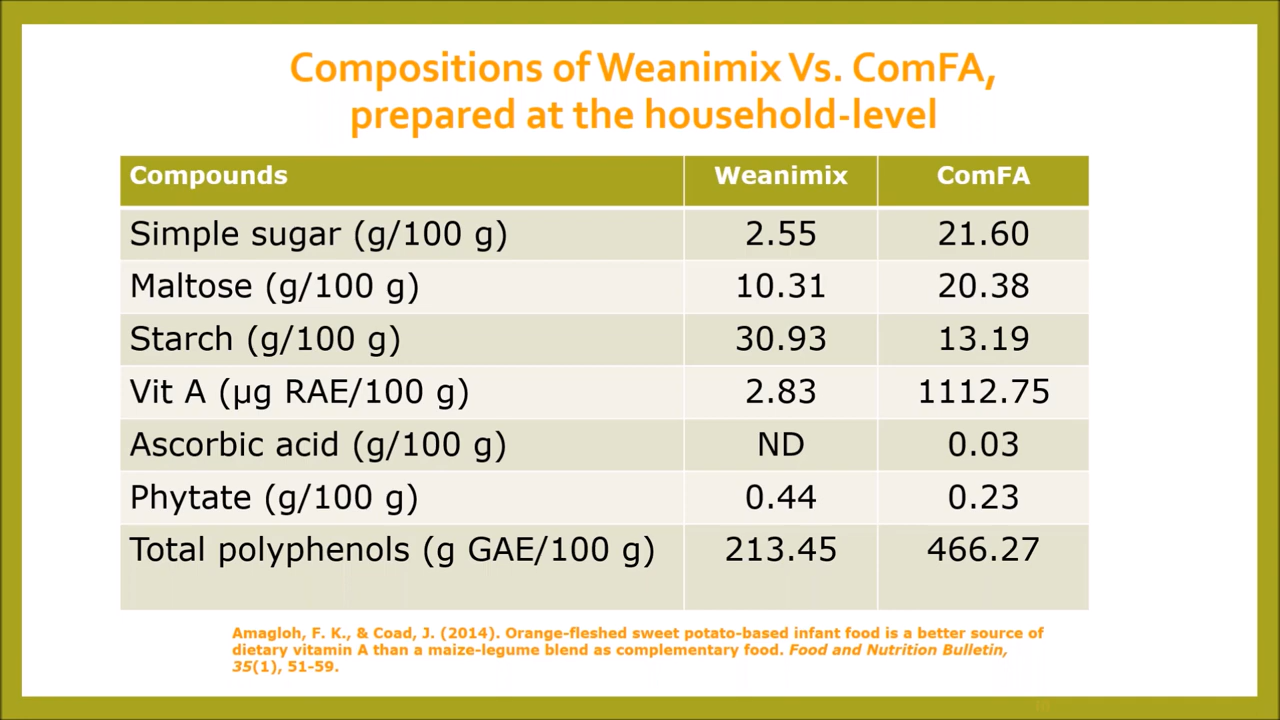 Compositions of Weanimix Vs. ComFA,
prepared at the household-level
Compounds Weanimix ComFA
Simple sugar (g/100 g) 2.55 21.60
Maltose (g/100 g) 10.31 20.38
Starch (g/100 g) 30.93 13.19
Vit A (µg RAE/100 g) 2.83 1112.75
Ascorbic acid (g/100 g) ND 0.03
Phytate (g/100 g) 0.44 0.23
Total polyphenols (g GAE/100 g) 213.45 466.27
Amagloh, F. K., & Coad, J. (2014). Orange-fleshed sweet potato-based infant food is a better source of
dietary vitamin A than a maize-legume blend as complementary food. Food and Nutrition Bulletin,
35(1), 51-59.